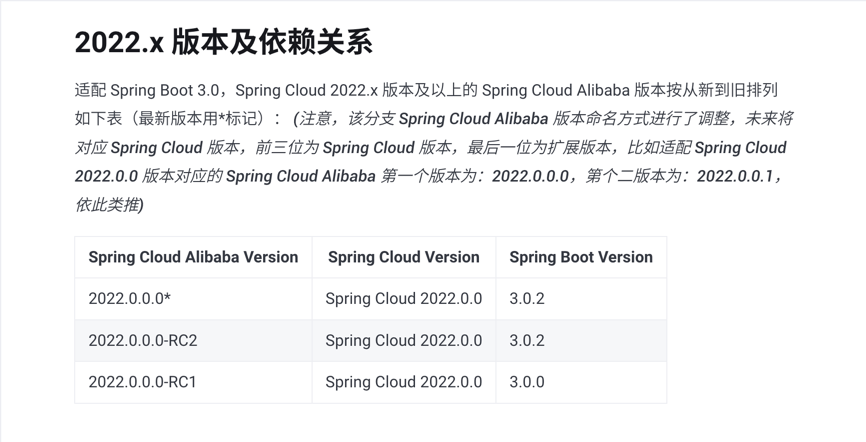 2022.x 版本及依赖关系
适配 Spring Boot 3.0，Spring Cloud 2022.x 版本及以上的 Spring Cloud Alibaba 版本按从新到旧排列
如下表（最新版本用*标记）： (注意，该分支 Spring Cloud Alibaba 版本命名方式进行了调整，未来将
对应 Spring Cloud 版本，前三位为 Spring Cloud 版本，最后一位为扩展版本，比如适配 Spring Cloud
2022.0.0 版本对应的 Spring Cloud Alibaba 第一个版本为：2022.0.0.0，第个二版本为：2022.0.0.1，
依此类推)
Spring Cloud Alibaba Version Spring Cloud Version Spring Boot Version
2022.0.0.0* Spring Cloud 2022.0.0 3.0.2
2022.0.0.0-RC2 Spring Cloud 2022.0.0 3.0.2
2022.0.0.0-RC1 Spring Cloud 2022.0.0 3.0.0